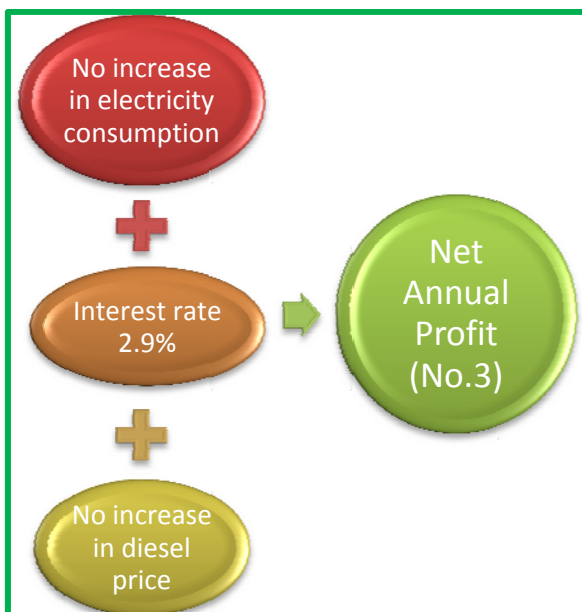 No increase
in electricity
consumption
Interest rate
2.9%
No increase
in diesel
price
Net
Annual
Profit
(No.3)